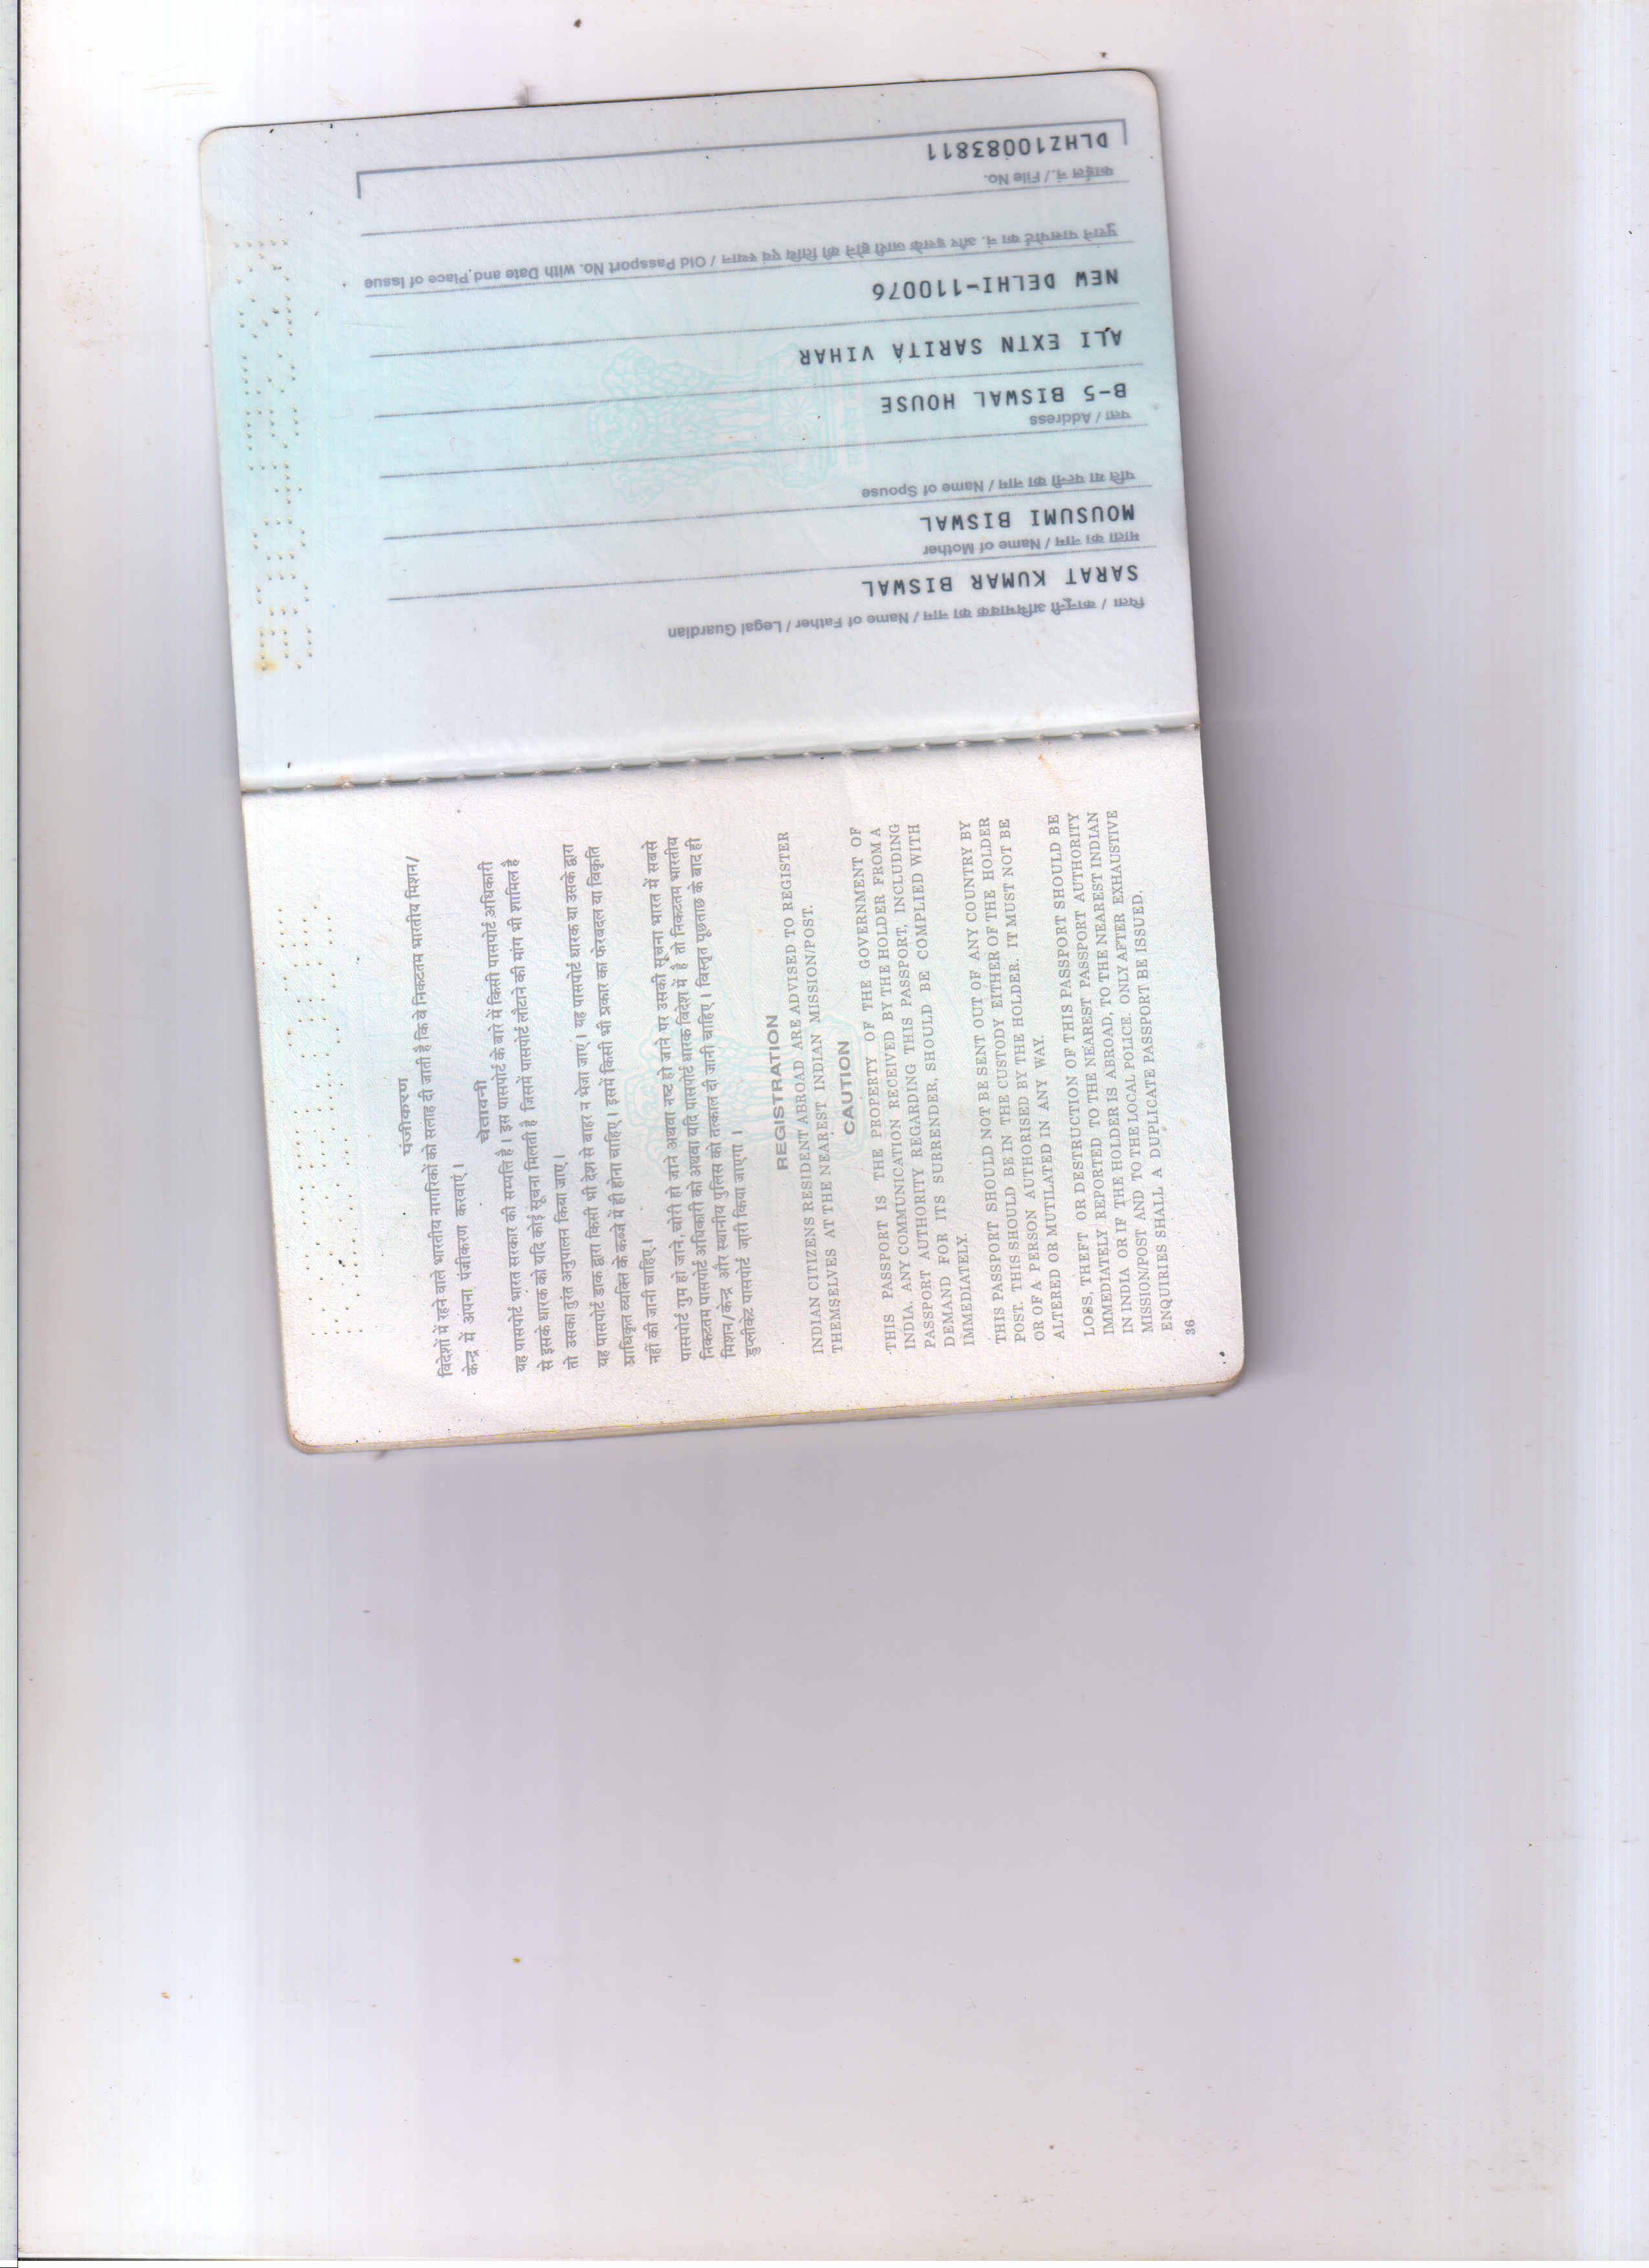 पिता / कानूनी अभिभावक का नाम / Name of Father / Legal Guardian
SARAT KUMAR BISWAL
माता का नाम / Name of Mother
MOUSUMI BISWAL
पति या पत्नी का नाम / Name of Spouse
पता / Address
B-5 BISWAL HOUSE
ALI EXTN SARITA VIHAR
NEW DELHI-110076
पुराने पासपोर्ट का नं. और इसके जारी होने की तिथि एवं स्थान / Old Passport No. with Date and Place of Issue
फाईल नं. / File No.
DLHZ10083811
पंजीकरण
विदेशों में रहने वाले भारतीय नागरिकों को सलाह दी जाती है कि वे निकटतम भारतीय मिशन/
केन्द्र में अपना पंजीकरण करवाएं।
चेतावनी
यह पासपोर्ट भारत सरकार की सम्पत्ति है। इस पासपोर्ट के बारे में किसी पासपोर्ट अधिकारी
से इसके धारक को यदि कोई सूचना मिलती है जिसमें पासपोर्ट लौटाने की मांग भी शामिल है
तो उसका तुरंत अनुपालन किया जाए।
यह पासपोर्ट डाक द्वारा किसी भी देश से बाहर न भेजा जाए। यह पासपोर्ट धारक या उसके द्वारा
प्राधिकृत व्यक्ति के कब्जे में ही होना चाहिए। इसमें किसी भी प्रकार का फेरबदल या विकृति
नहीं की जानी चाहिए।
पासपोर्ट गुम हो जाने, चोरी हो जाने अथवा नष्ट हो जाने पर उसकी सूचना भारत में सबसे
निकटतम पासपोर्ट अधिकारी को अथवा यदि पासपोर्ट धारक विदेश में है तो निकटतम भारतीय
मिशन/केन्द्र और स्थानीय पुलिस को तत्काल दी जानी चाहिए। विस्तृत पूछताछ के बाद ही
डुप्लीकेट पासपोर्ट जारी किया जाएगा।
REGISTRATION
INDIAN CITIZENS RESIDENT ABROAD ARE ADVISED TO REGISTER
THEMSELVES AT THE NEAREST INDIAN MISSION/POST.
CAUTION
THIS PASSPORT IS THE PROPERTY OF THE GOVERNMENT OF
INDIA. ANY COMMUNICATION RECEIVED BY THE HOLDER FROM A
PASSPORT AUTHORITY REGARDING THIS PASSPORT, INCLUDING
DEMAND FOR ITS SURRENDER, SHOULD BE COMPLIED WITH
IMMEDIATELY.
THIS PASSPORT SHOULD NOT BE SENT OUT OF ANY COUNTRY BY
POST. THIS SHOULD BE IN THE CUSTODY EITHER OF THE HOLDER
OR OF A PERSON AUTHORISED BY THE HOLDER. IT MUST NOT BE
ALTERED OR MUTILATED IN ANY WAY.
LOSS, THEFT OR DESTRUCTION OF THIS PASSPORT SHOULD BE
IMMEDIATELY REPORTED TO THE NEAREST PASSPORT AUTHORITY
IN INDIA OR IF THE HOLDER IS ABROAD, TO THE NEAREST INDIAN
MISSION/POST AND TO THE LOCAL POLICE. ONLY AFTER EXHAUSTIVE
ENQUIRIES SHALL A DUPLICATE PASSPORT BE ISSUED.
36